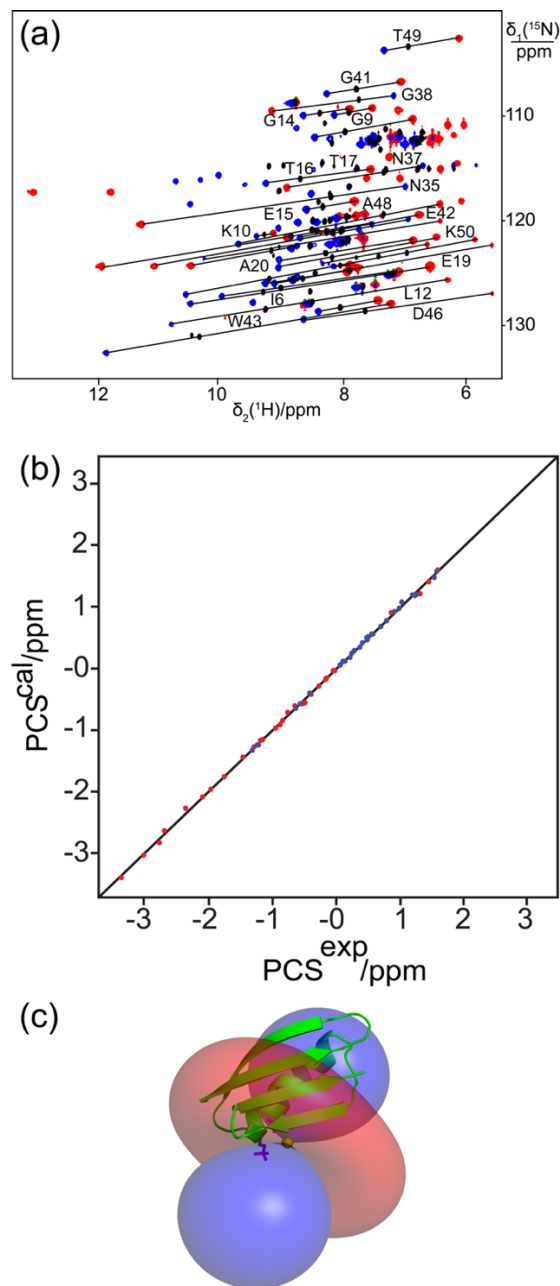 (a)
δ₁(¹⁵N)
ppm
T49
G41
G38
G14
G9
110
T16
T17
N37
N35
E15
A48
K10
E42
120
K50
A20
E19
I6
L12
W43
D46
130
12
10
8
6
δ₂(¹H)/ppm
(b)
3
2
1
-0
-1
-2
-3
PCSᶜᵃˡ/ppm
-3
-2
-1
-0
1
2
3
PCSᵉˣᵖ/ppm
(c)